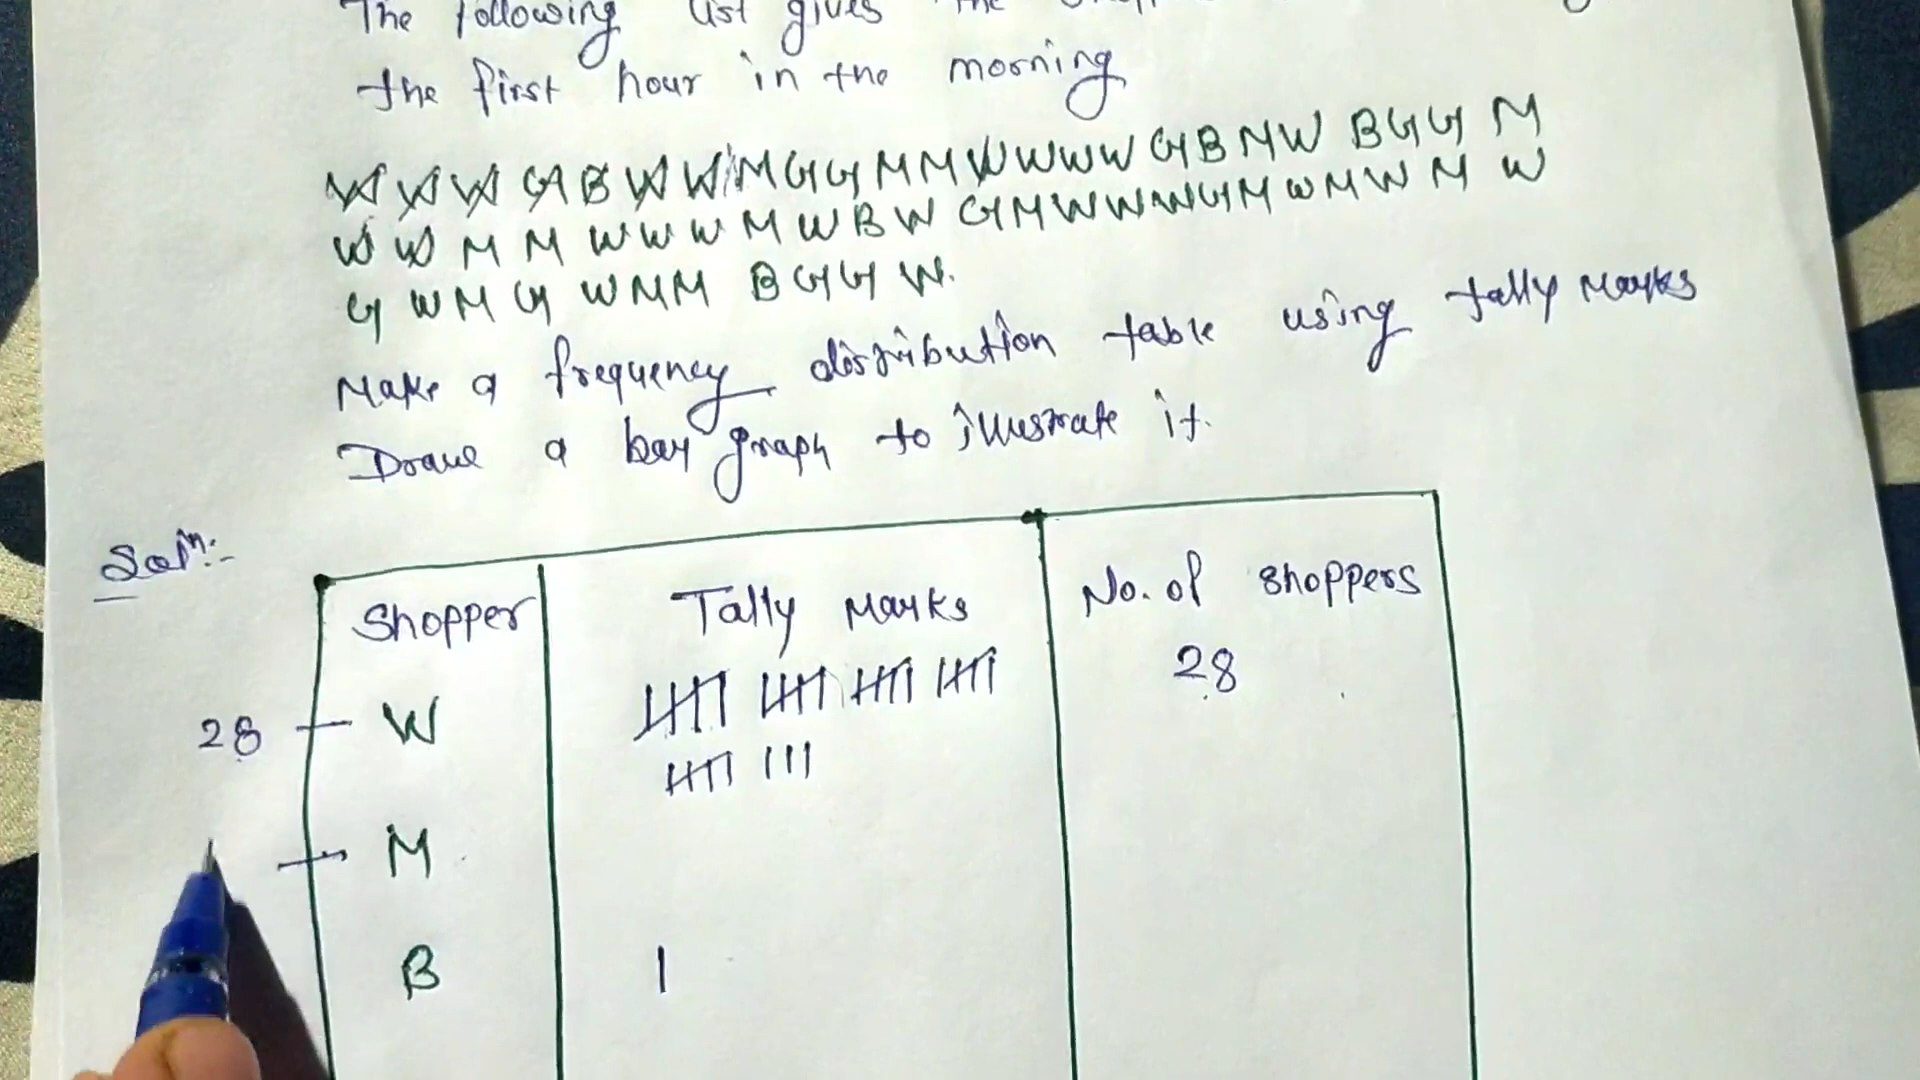 The following list gives the
the first hour in the morning
W W W G B W W M G G M M W W W W G B M W B G G M
W W M M W W W M W B W G M W W W W G M W M W M W
G W M G W M M B G G W.
Make a frequency distribution table using tally Marks
Draw a bar graph to illustrate it.
Solⁿ:-
Shopper Tally Marks No. of shoppers
28 — W 28
— M
B |